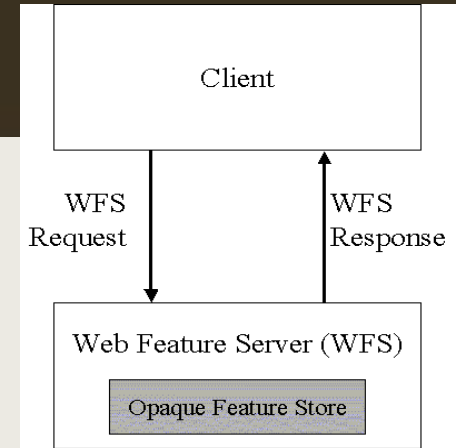 Client
WFS
Request
WFS
Response
Web Feature Server (WFS)
Opaque Feature Store